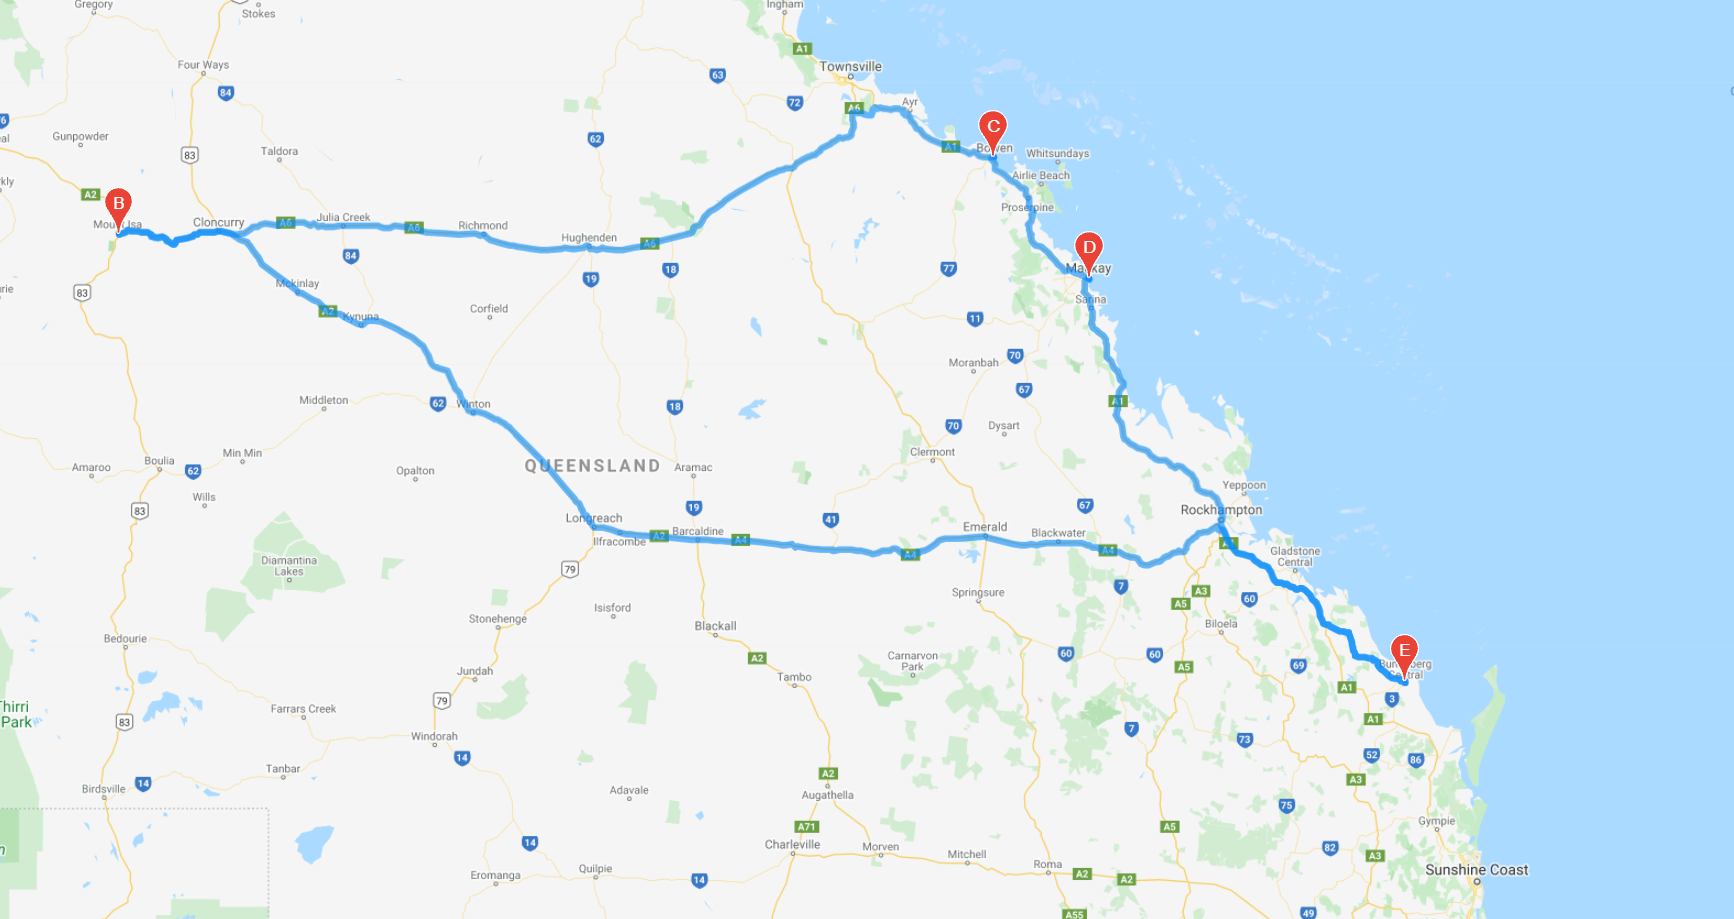 Gregory
Stokes
Ingham
A1
Four Ways
63
Townsville
84
72
A6
Ayr
Gunpowder
62
C
83
Taldora
A1
Bowen
Whitsundays
Airlie Beach
A2
B
Mount Isa
Cloncurry
A6
Julia Creek
A6
Richmond
Hughenden
A6
Proserpine
84
19
18
77
D
Mackay
83
Mckinlay
A2
Kynuna
Corfield
Sarina
11
70
Moranbah
67
Middleton
62
Winton
18
A1
70
Dysart
Clermont
Boulia
62
Min Min
Amaroo
Opalton
QUEENSLAND
Aramac
Wills
83
19
41
67
Yeppoon
Rockhampton
Longreach
Ilfracombe
A2
Barcaldine
A4
Emerald
Blackwater
A4
A4
Gladstone
Central
Diamantina
Lakes
79
7
A3
A5
60
Springsure
Isisford
Stonehenge
Blackall
Biloela
Bedourie
A2
Carnarvon
Park
60
60
A5
69
E
Bundaberg
Central
Jundah
Tambo
A1
3
79
Thirri
Park
Farrars Creek
83
Windorah
14
7
73
A1
52
86
Tanbar
Birdsville
14
A2
Augathella
Adavale
A3
75
A71
A5
Gympie
14
Charleville
Morven
Mitchell
Roma
A2
A2
82
A3
Sunshine Coast
Eromanga
Quilpie
14
A55
49